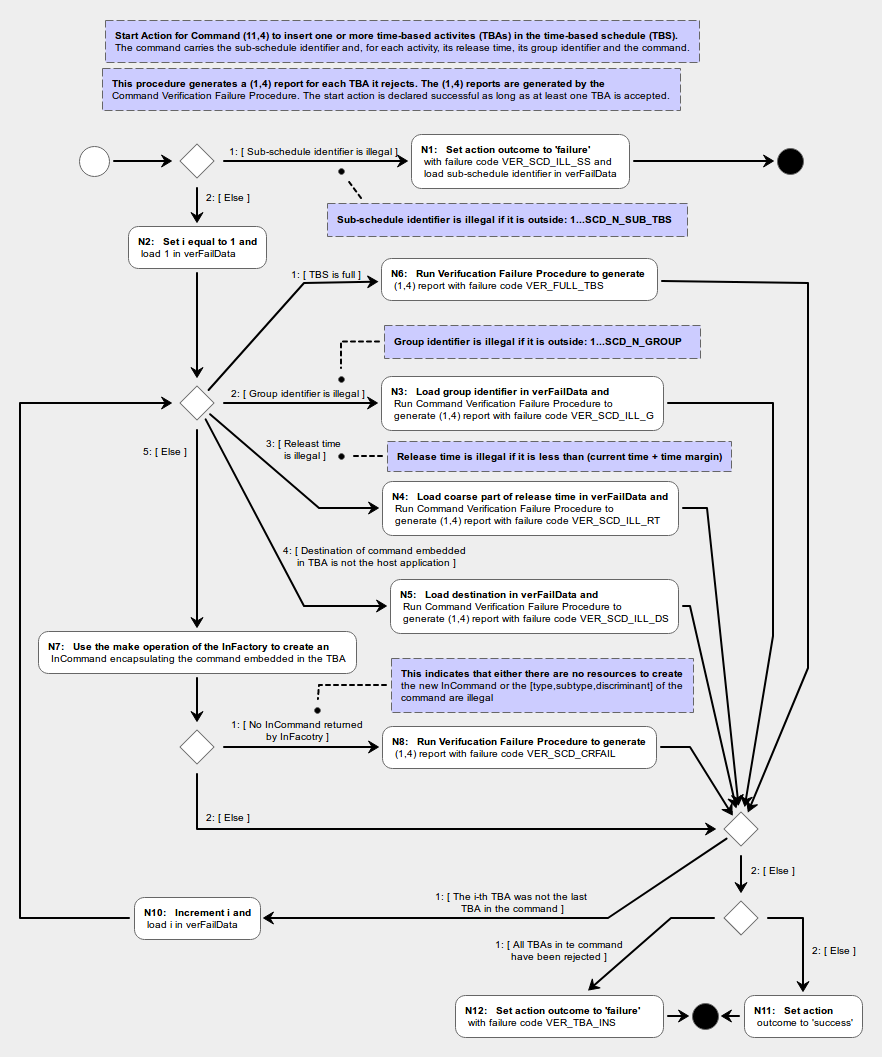 Start Action for Command (11,4) to insert one or more time-based activites (TBAs) in the time-based schedule (TBS).
The command carries the sub-schedule identifier and, for each activity, its release time, its group identifier and the command.
This procedure generates a (1,4) report for each TBA it rejects. The (1,4) reports are generated by the
Command Verification Failure Procedure. The start action is declared successful as long as at least one TBA is accepted.
1: [ Sub-schedule identifier is illegal ]
N1: Set action outcome to 'failure'
with failure code VER_SCD_ILL_SS and
load sub-schedule identifier in verFailData
2: [ Else ]
Sub-schedule identifier is illegal if it is outside: 1...SCD_N_SUB_TBS
N2: Set i equal to 1 and
load 1 in verFailData
1: [ TBS is full ]
N6: Run Verifucation Failure Procedure to generate
(1,4) report with failure code VER_FULL_TBS
Group identifier is illegal if it is outside: 1...SCD_N_GROUP
2: [ Group identifier is illegal ]
N3: Load group identifier in verFailData and
Run Command Verification Failure Procedure to
generate (1,4) report with failure code VER_SCD_ILL_G
5: [ Else ]
3: [ Releast time
is illegal ]
Release time is illegal if it is less than (current time + time margin)
N4: Load coarse part of release time in verFailData and
Run Command Verification Failure Procedure to
generate (1,4) report with failure code VER_SCD_ILL_RT
4: [ Destination of command embedded
in TBA is not the host application ]
N5: Load destination in verFailData and
Run Command Verification Failure Procedure to
generate (1,4) report with failure code VER_SCD_ILL_DS
N7: Use the make operation of the InFactory to create an
InCommand encapsulating the command embedded in the TBA
This indicates that either there are no resources to create
the new InCommand or the [type,subtype,discriminant] of the
command are illegal
1: [ No InCommand returned
by InFacotry ]
N8: Run Verifucation Failure Procedure to generate
(1,4) report with failure code VER_SCD_CRFAIL
2: [ Else ]
2: [ Else ]
1: [ The i-th TBA was not the last
TBA in the command ]
N10: Increment i and
load i in verFailData
1: [ All TBAs in te command
have been rejected ]
2: [ Else ]
N12: Set action outcome to 'failure'
with failure code VER_TBA_INS
N11: Set action
outcome to 'success'